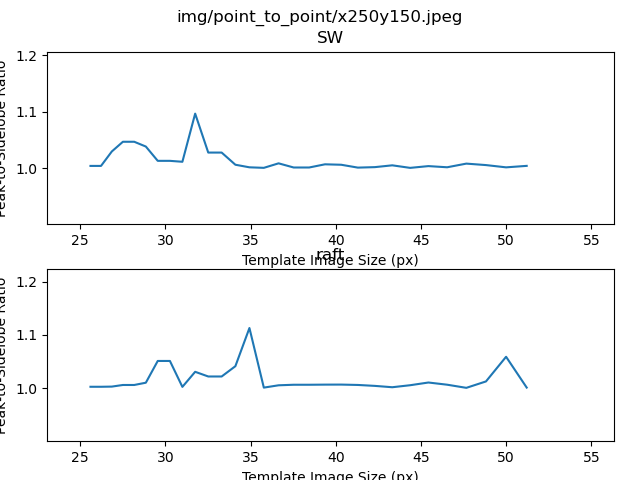 img/point_to_point/x250y150.jpeg
SW
1.2
1.1
1.0
Peak-to-Sidelobe Ratio
25 30 35 40 45 50 55
Template Image Size (px)
raft
1.2
1.1
1.0
Peak-to-Sidelobe Ratio
25 30 35 40 45 50 55
Template Image Size (px)